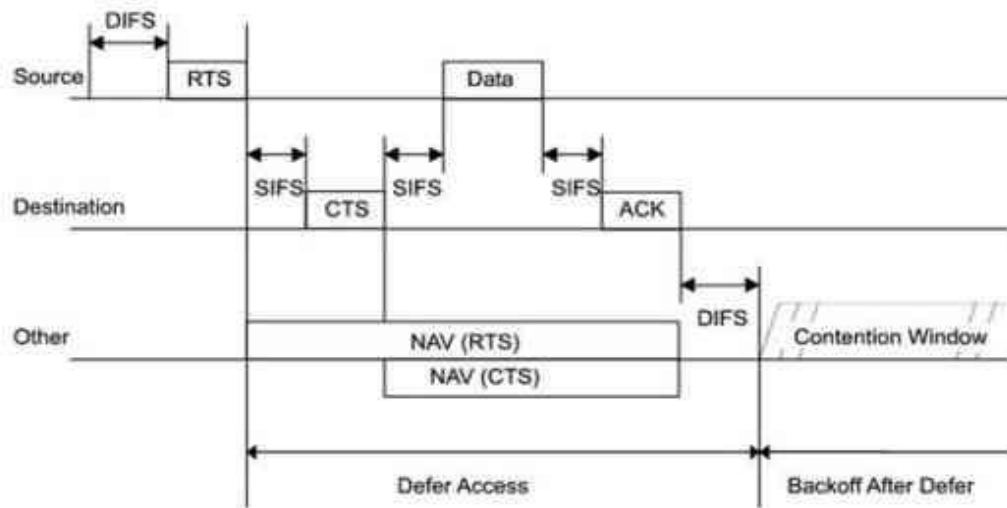 DIFS
Source
RTS
Data
SIFS
SIFS
SIFS
Destination
CTS
ACK
DIFS
Other
NAV (RTS)
Contention Window
NAV (CTS)
Defer Access
Backoff After Defer